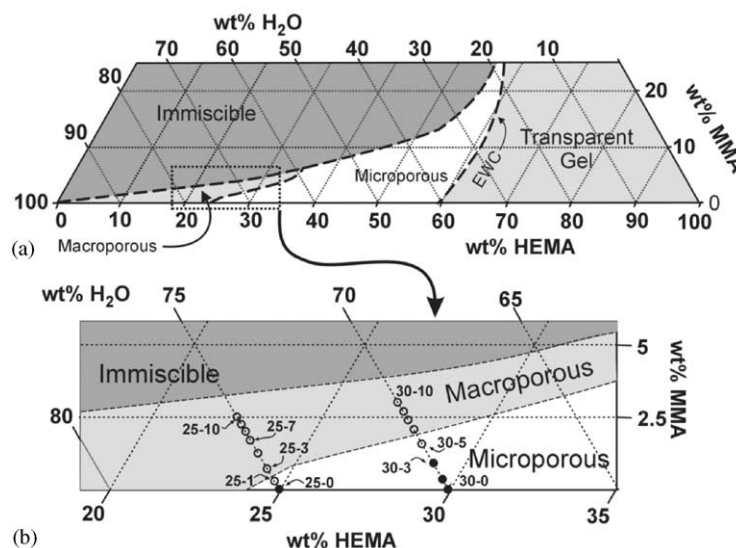 wt% H₂O
70 60 50 40 30 20 10
80
90
100
20
10
0
wt% MMA
Immiscible
Transparent
Gel
Microporous
EWC
Macroporous
0 10 20 30 40 50 60 70 80 90 100
wt% HEMA
(a)
wt% H₂O
75 70 65
80
5
2.5
wt% MMA
Immiscible
Macroporous
Microporous
25-10
25-7
25-3
25-1
25-0
30-10
30-5
30-3
30-0
20 25 30 35
wt% HEMA
(b)